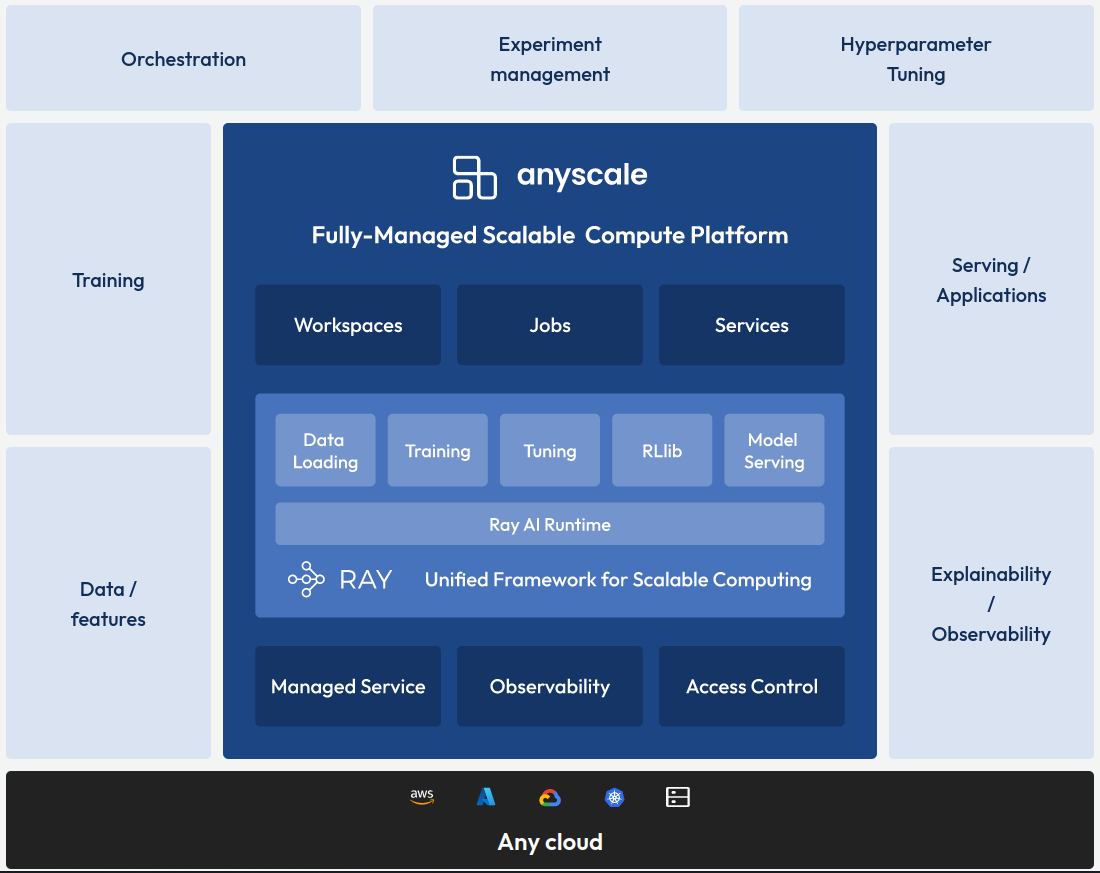 Orchestration
Experiment
management
Hyperparameter
Tuning
Training
anyscale
Fully-Managed Scalable Compute Platform
Workspaces
Jobs
Services
Data
Loading
Training
Tuning
RLlib
Model
Serving
Ray AI Runtime
RAY
Unified Framework for Scalable Computing
Managed Service
Observability
Access Control
Serving /
Applications
Data /
features
Explainability
/
Observability
aws
Any cloud